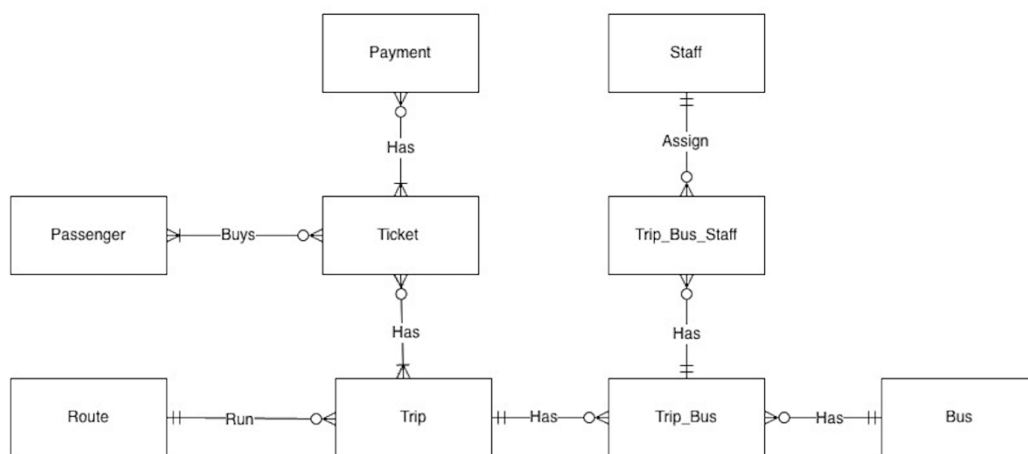 Payment
Staff
Has
Assign
Passenger
Buys
Ticket
Trip_Bus_Staff
Has
Has
Route
Run
Trip
Has
Trip_Bus
Has
Bus